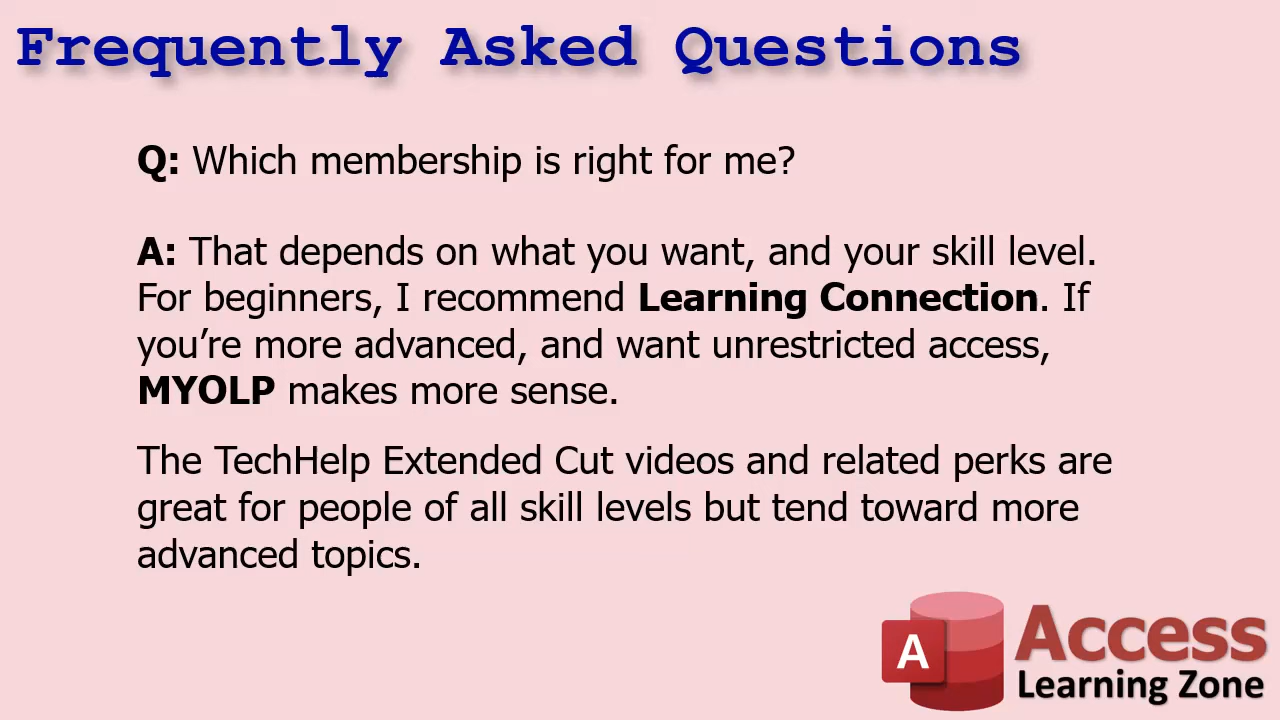 Frequently Asked Questions
Q: Which membership is right for me?
A: That depends on what you want, and your skill level.
For beginners, I recommend Learning Connection. If
you’re more advanced, and want unrestricted access,
MYOLP makes more sense.
The TechHelp Extended Cut videos and related perks are
great for people of all skill levels but tend toward more
advanced topics.
A
Access
Learning Zone